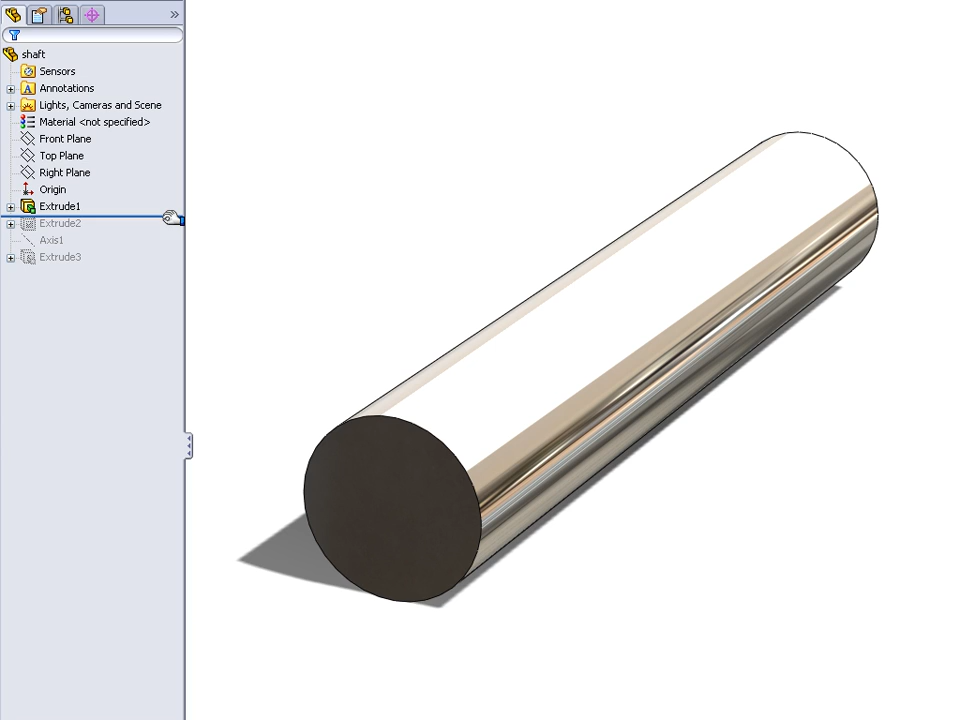 shaft
Sensors
Annotations
Lights, Cameras and Scene
Material <not specified>
Front Plane
Top Plane
Right Plane
Origin
Extrude1
Extrude2
Axis1
Extrude3